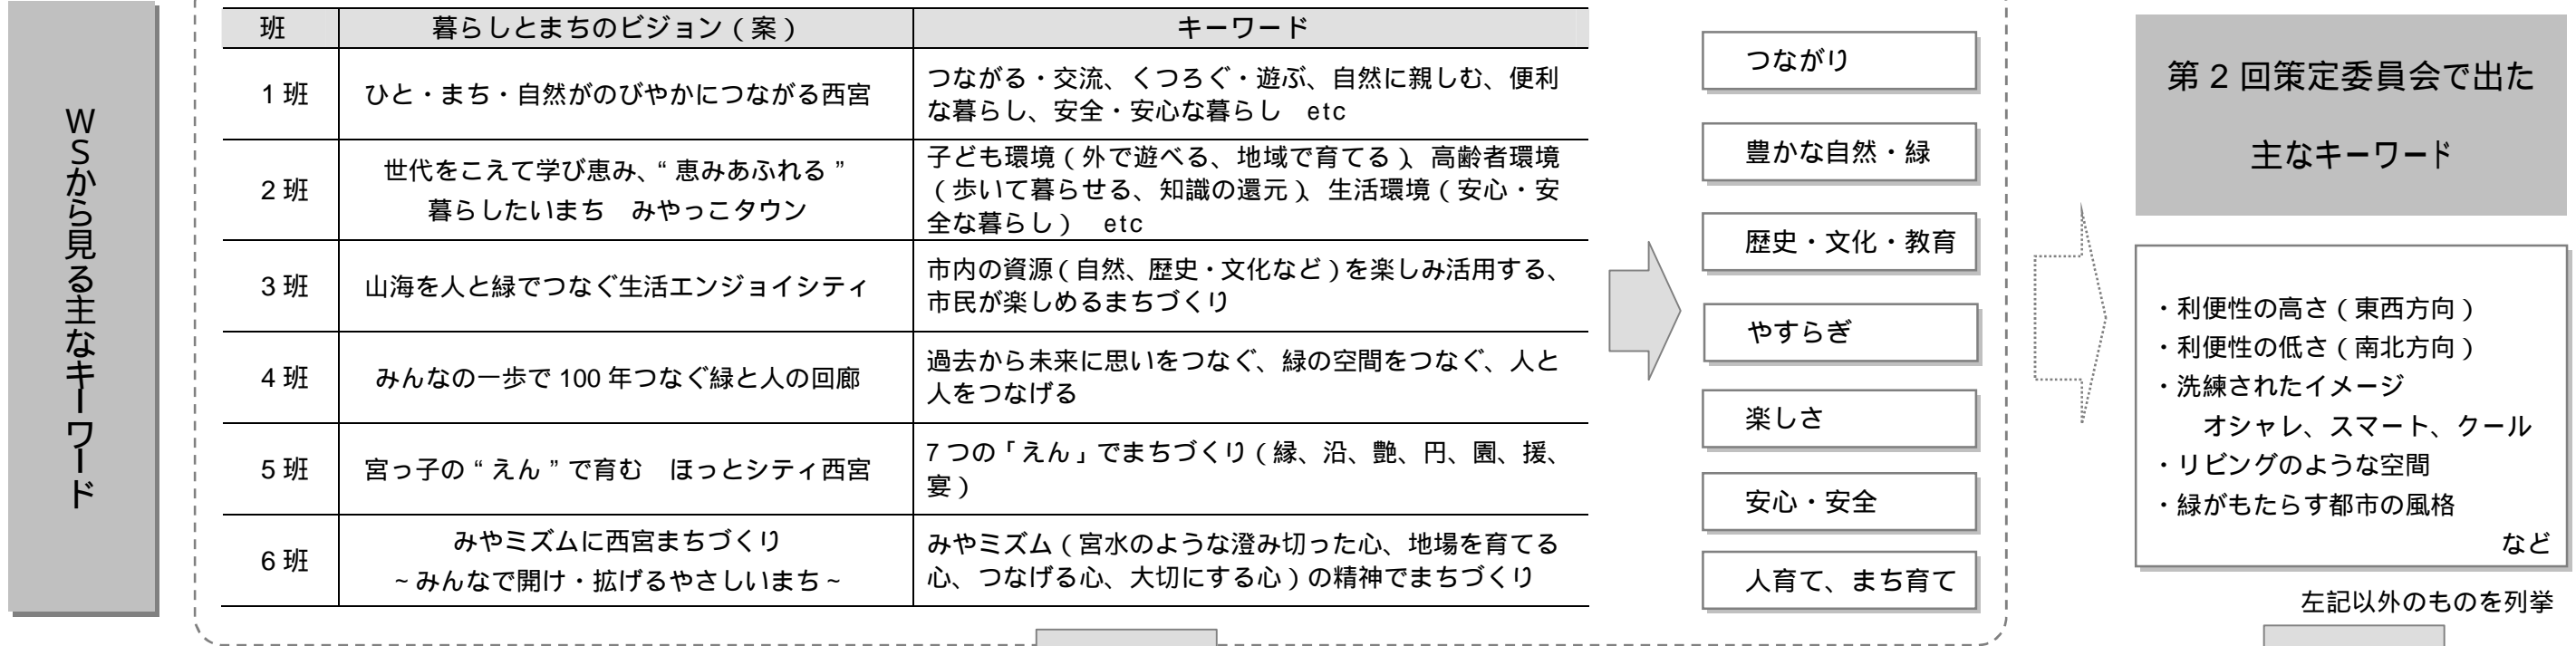 WSから見る主なキーワード
班 暮らしとまちのビジョン（案） キーワード
1班 ひと・まち・自然がのびやかにつながる西宮
つながる・交流、くつろぐ・遊ぶ、自然に親しむ、便利
な暮らし、安全・安心な暮らし　etc
2班
世代をこえて学び恵み、“恵みあふれる”
暮らしたいまち　みやっこタウン
子ども環境（外で遊べる、地域で育てる）、高齢者環境
（歩いて暮らせる、知識の還元）、生活環境（安心・安
全な暮らし）　etc
3班 山海を人と緑でつなぐ生活エンジョイシティ
市内の資源（自然、歴史・文化など）を楽しみ活用する、
市民が楽しめるまちづくり
4班 みんなの一歩で100年つなぐ緑と人の回廊
過去から未来に思いをつなぐ、緑の空間をつなぐ、人と
人をつなげる
5班 宮っ子の“えん”で育む　ほっとシティ西宮
7つの「えん」でまちづくり（縁、沿、艶、円、園、援、
宴）
6班
みやミズムに西宮まちづくり
~みんなで開け・拡げるやさしいまち~
みやミズム（宮水のような澄み切った心、地場を育てる
心、つなげる心、大切にする心）の精神でまちづくり
つながり
豊かな自然・緑
歴史・文化・教育
やすらぎ
楽しさ
安心・安全
人育て、まち育て
第2回策定委員会で出た
主なキーワード
・利便性の高さ（東西方向）
・利便性の低さ（南北方向）
・洗練されたイメージ
オシャレ、スマート、クール
・リビングのような空間
・緑がもたらす都市の風格
など
左記以外のものを列挙